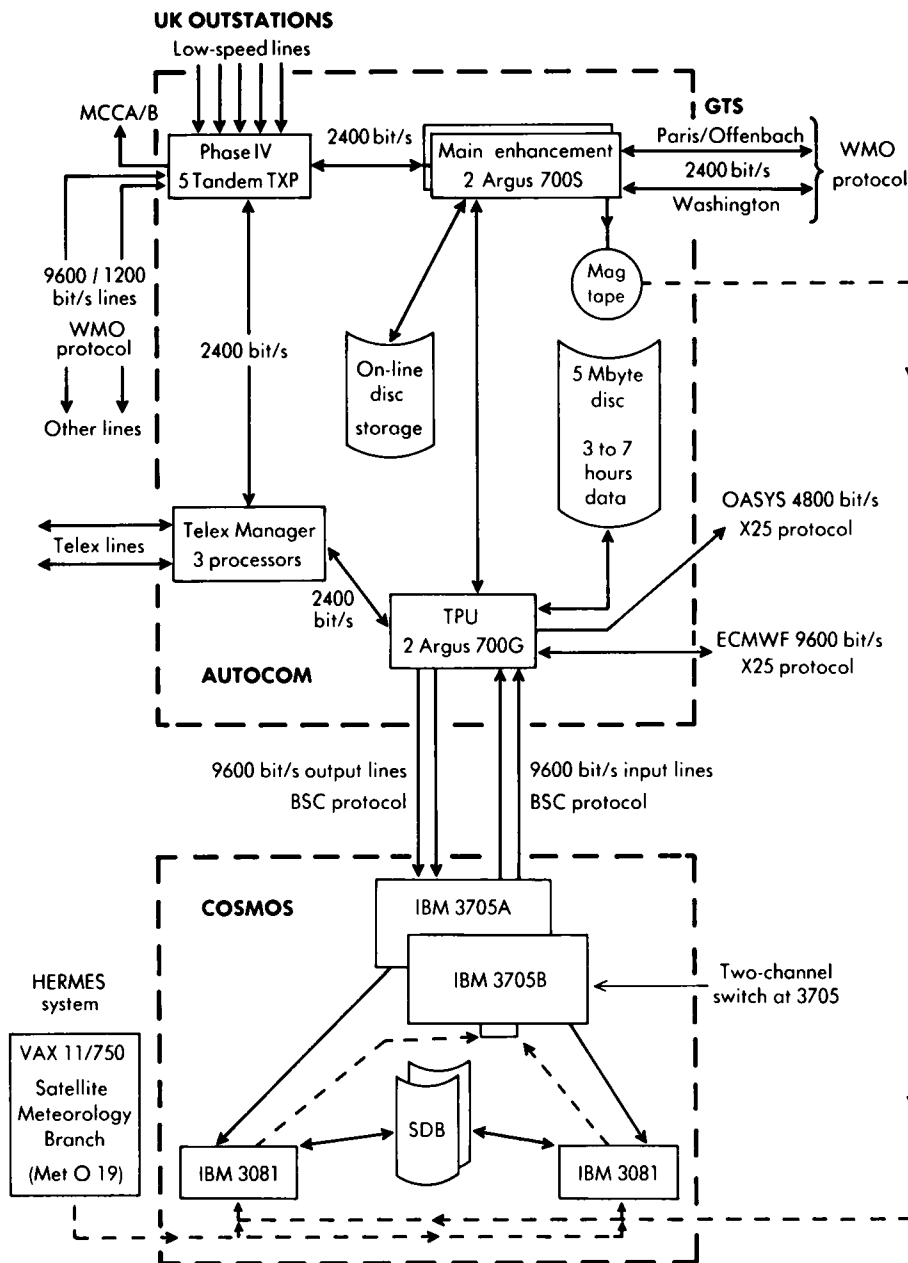 UK OUTSTATIONS
Low-speed lines
MCCA/B
GTS
Phase IV
5 Tandem TXP
2400 bit/s
Main enhancement
2 Argus 700S
Paris/Offenbach
2400 bit/s
Washington
WMO
protocol
9600 / 1200
bit/s lines
WMO
protocol
Other lines
2400 bit/s
Mag
tape
On-line
disc
storage
5 Mbyte
disc
3 to 7
hours
data
Telex lines
Telex Manager
3 processors
2400
bit/s
TPU
2 Argus 700G
OASYS 4800 bit/s
X25 protocol
ECMWF 9600 bit/s
X25 protocol
AUTOCOM
9600 bit/s output lines
BSC protocol
9600 bit/s input lines
BSC protocol
COSMOS
IBM 3705A
IBM 3705B
Two-channel
switch at 3705
HERMES
system
VAX 11/750
Satellite
Meteorology
Branch
(Met O 19)
SDB
IBM 3081
IBM 3081